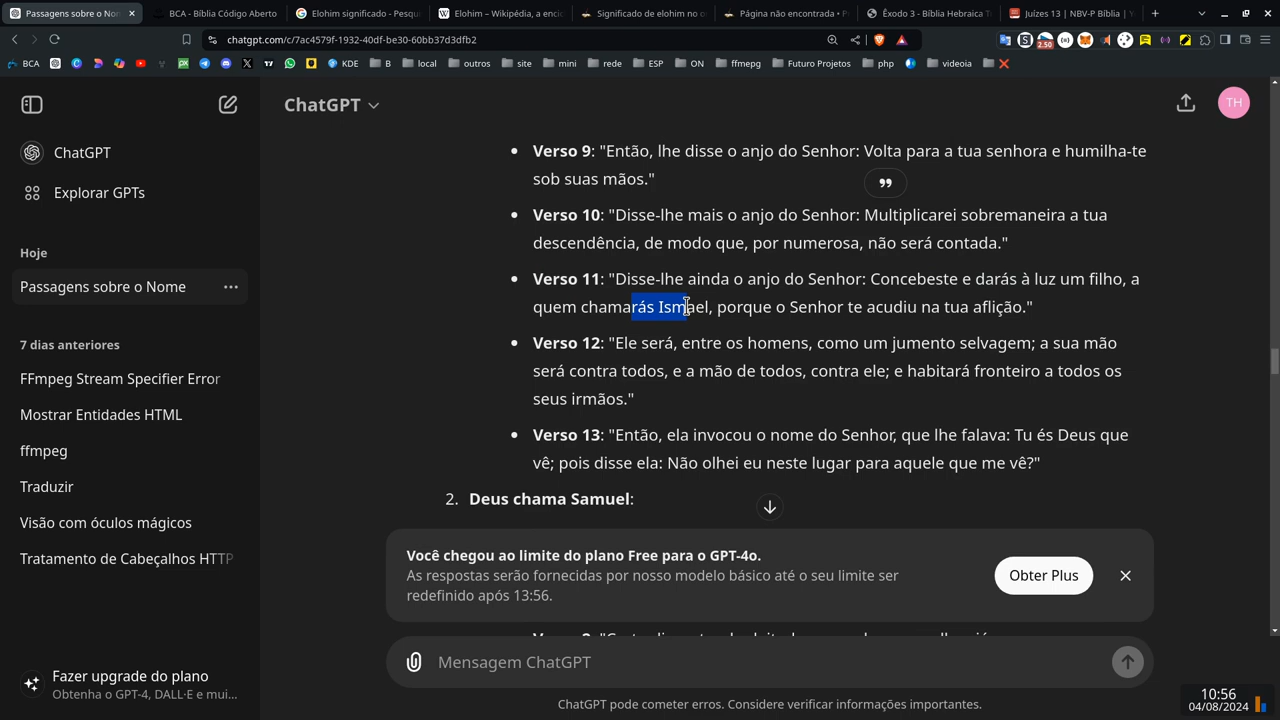 Passagens sobre o Nome
BCA - Bíblia Código Aberto
Elohim significado - Pesqu
Elohim – Wikipédia, a enci
Significado de elohim no
Página não encontrada • P
Êxodo 3 - Bíblia Hebraica T
Juízes 13 | NBV-P Bíblia | Y
chatgpt.com/c/7ac4579f-1932-40df-be30-60bb37d3dfb2
2.50
BCA
KDE
B
local
outros
site
mini
rede
ESP
ON
ffmpeg
Futuro Projetos
php
videoia
ChatGPT
TH
ChatGPT
Explorar GPTs
Hoje
Passagens sobre o Nome
7 dias anteriores
FFmpeg Stream Specifier Error
Mostrar Entidades HTML
ffmpeg
Traduzir
Visão com óculos mágicos
Tratamento de Cabeçalhos HTTP
Fazer upgrade do plano
Obtenha o GPT-4, DALL·E e mui...
Verso 9: "Então, lhe disse o anjo do Senhor: Volta para a tua senhora e humilha-te
sob suas mãos."
Verso 10: "Disse-lhe mais o anjo do Senhor: Multiplicarei sobremaneira a tua
descendência, de modo que, por numerosa, não será contada."
Verso 11: "Disse-lhe ainda o anjo do Senhor: Concebeste e darás à luz um filho, a
quem chamarás Ismael, porque o Senhor te acudiu na tua aflição."
Verso 12: "Ele será, entre os homens, como um jumento selvagem; a sua mão
será contra todos, e a mão de todos, contra ele; e habitará fronteiro a todos os
seus irmãos."
Verso 13: "Então, ela invocou o nome do Senhor, que lhe falava: Tu és Deus que
vê; pois disse ela: Não olhei eu neste lugar para aquele que me vê?"
2. Deus chama Samuel:
Você chegou ao limite do plano Free para o GPT-4o.
As respostas serão fornecidas por nosso modelo básico até o seu limite ser
redefinido após 13:56.
Obter Plus
Mensagem ChatGPT
ChatGPT pode cometer erros. Considere verificar informações importantes.
10:56
04/08/2024